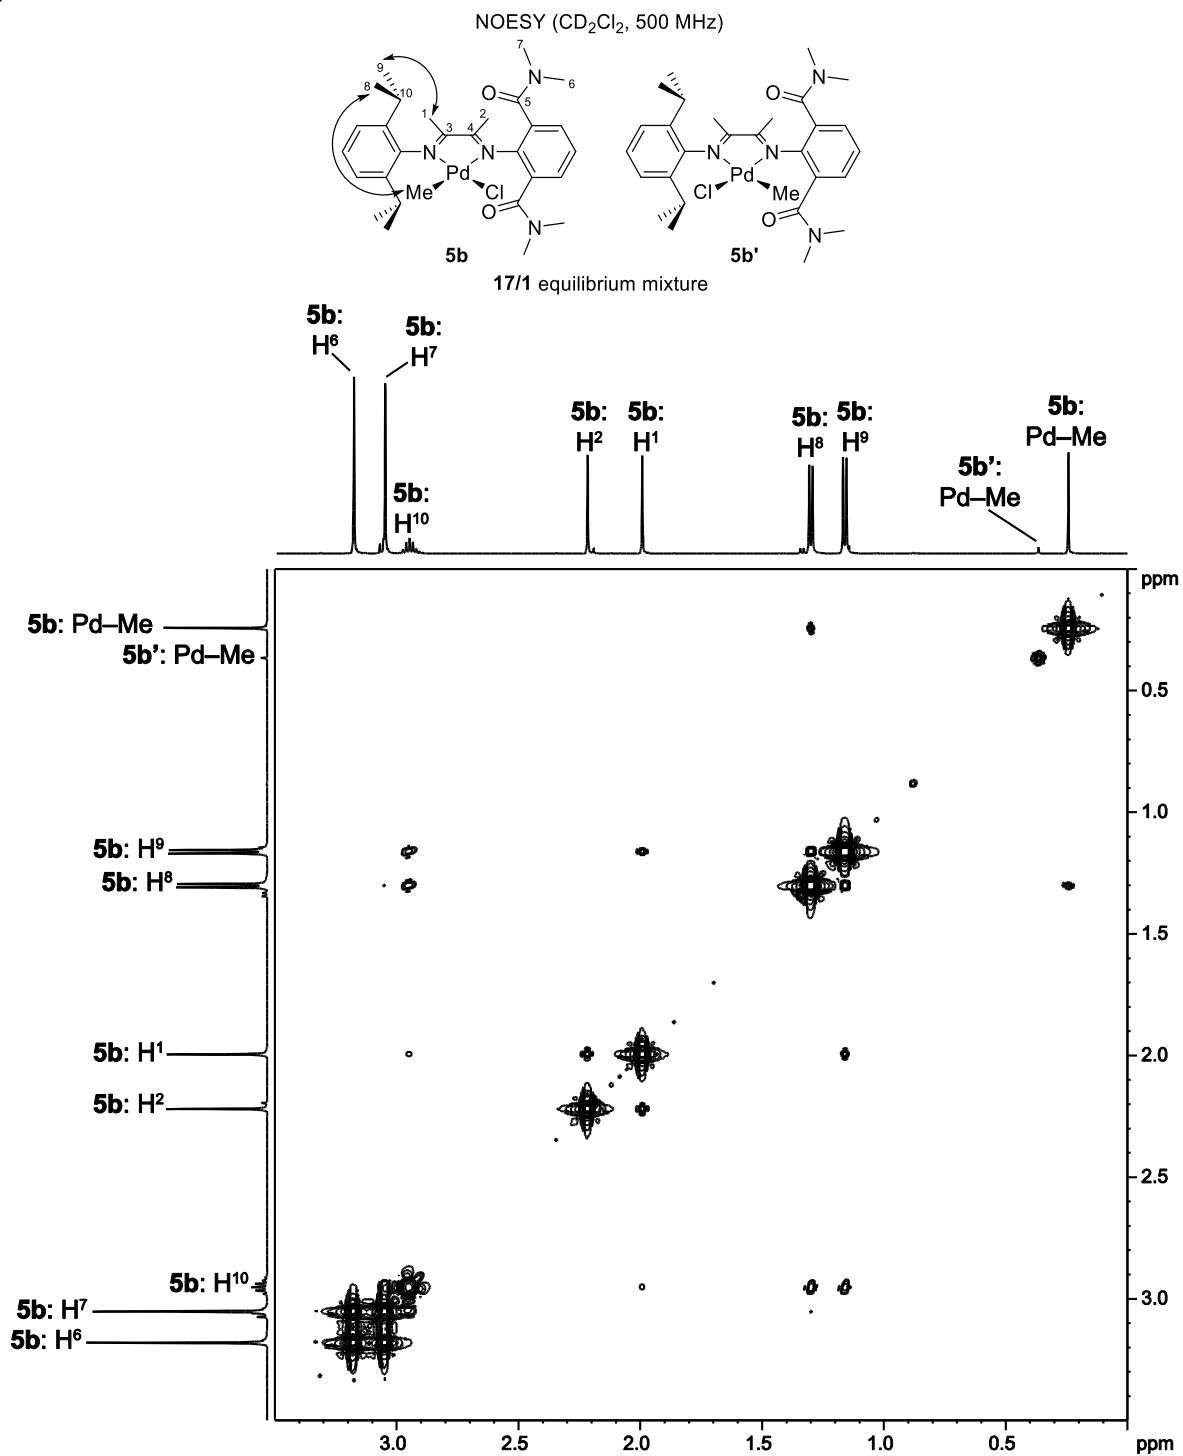 NOESY (CD2Cl2, 500 MHz)
7
N
6
O
5
9
8
10
1
2
3
4
N
N
Pd
Me
Cl
O
N
5b
N
O
N
N
Pd
Cl
Me
O
N
5b'
17/1 equilibrium mixture
5b:
H6
5b:
H7
5b:
H10
5b:
H2
5b:
H1
5b:
H8
5b:
H9
5b':
Pd–Me
5b:
Pd–Me
ppm
5b: Pd–Me
5b’: Pd–Me
0.5
1.0
5b: H9
5b: H8
1.5
5b: H1
2.0
5b: H2
2.5
5b: H10
3.0
5b: H7
5b: H6
3.0 2.5 2.0 1.5 1.0 0.5 ppm